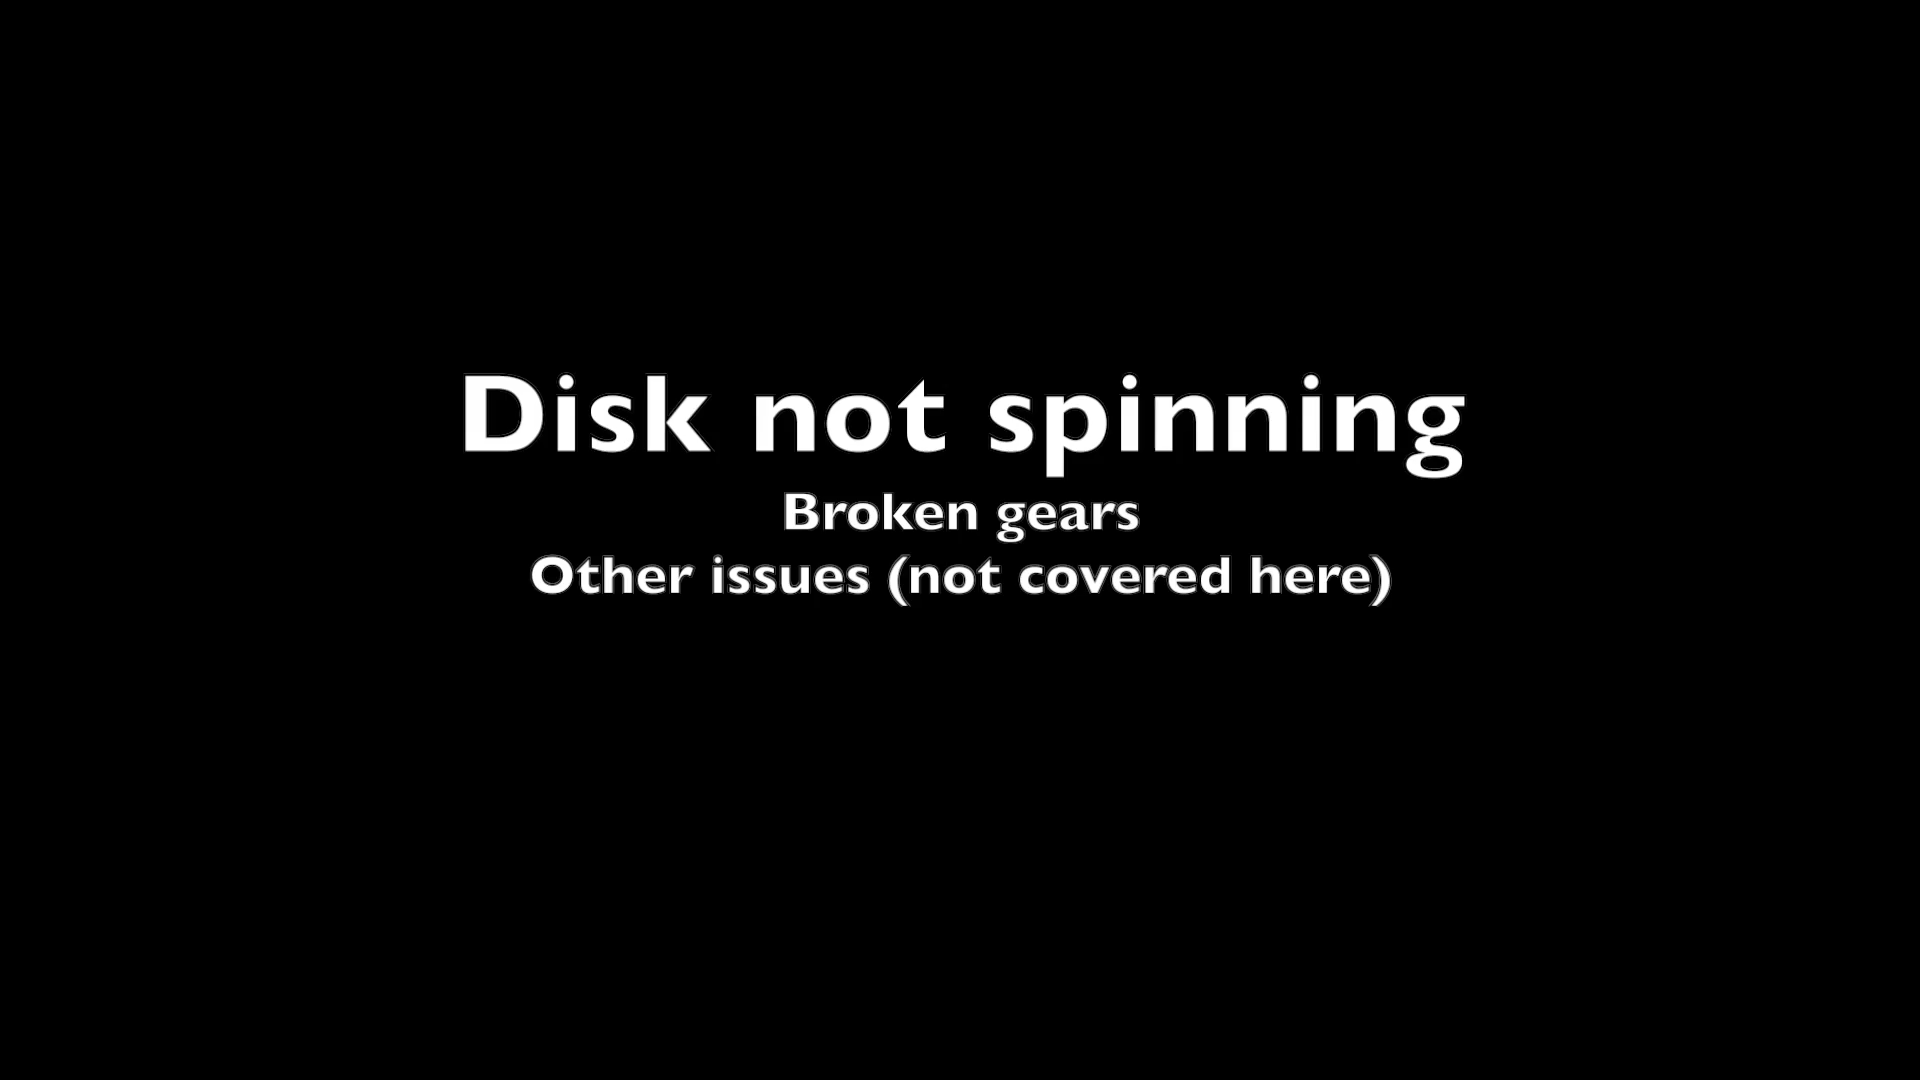 Disk not spinning
Broken gears
Other issues (not covered here)